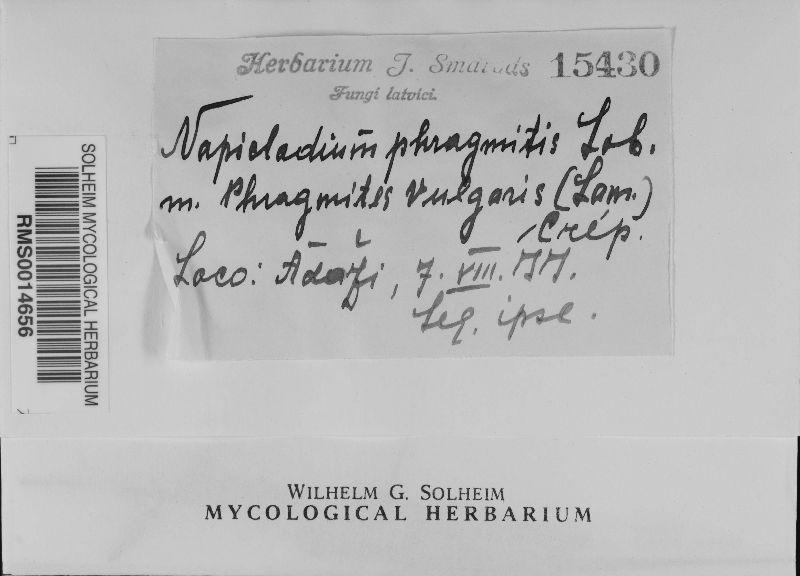 Herbarium J. Smarods 15430
Fungi latvici.
Napicladium phragmitis Sob.
m. Phragmites vulgaris (Lam.)
Crép.
Loco: Ādaži, 7. VIII.
Leg. ipse.
SOLHEIM MYCOLOGICAL HERBARIUM
RMS0014656
WILHELM G. SOLHEIM
MYCOLOGICAL HERBARIUM